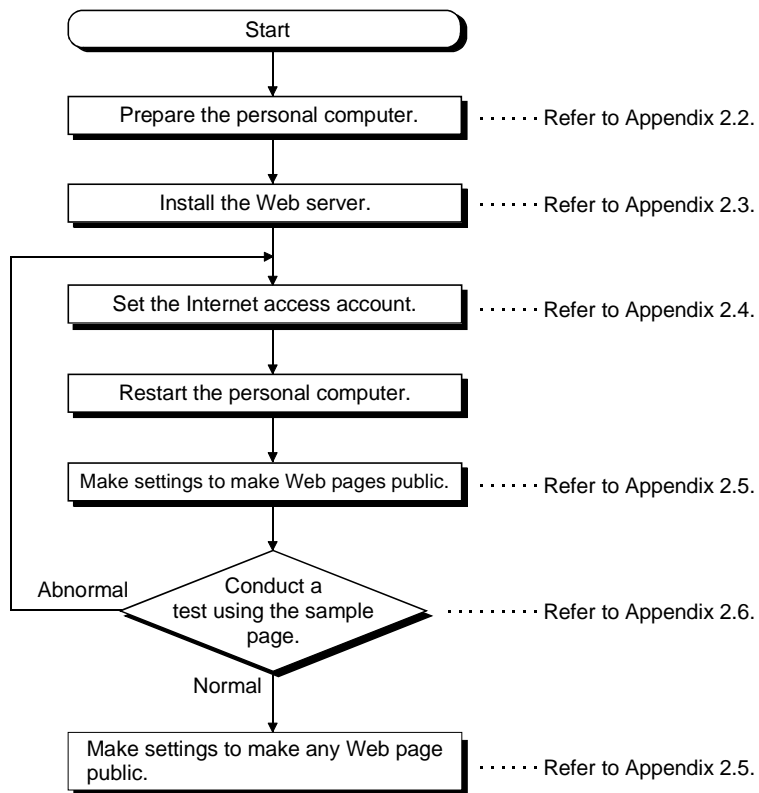 Start
Prepare the personal computer.
······ Refer to Appendix 2.2.
Install the Web server.
······ Refer to Appendix 2.3.
Set the Internet access account.
······ Refer to Appendix 2.4.
Restart the personal computer.
Make settings to make Web pages public.
······ Refer to Appendix 2.5.
Abnormal
Conduct a
test using the sample
page.
········· Refer to Appendix 2.6.
Normal
Make settings to make any Web page
public.
······ Refer to Appendix 2.5.